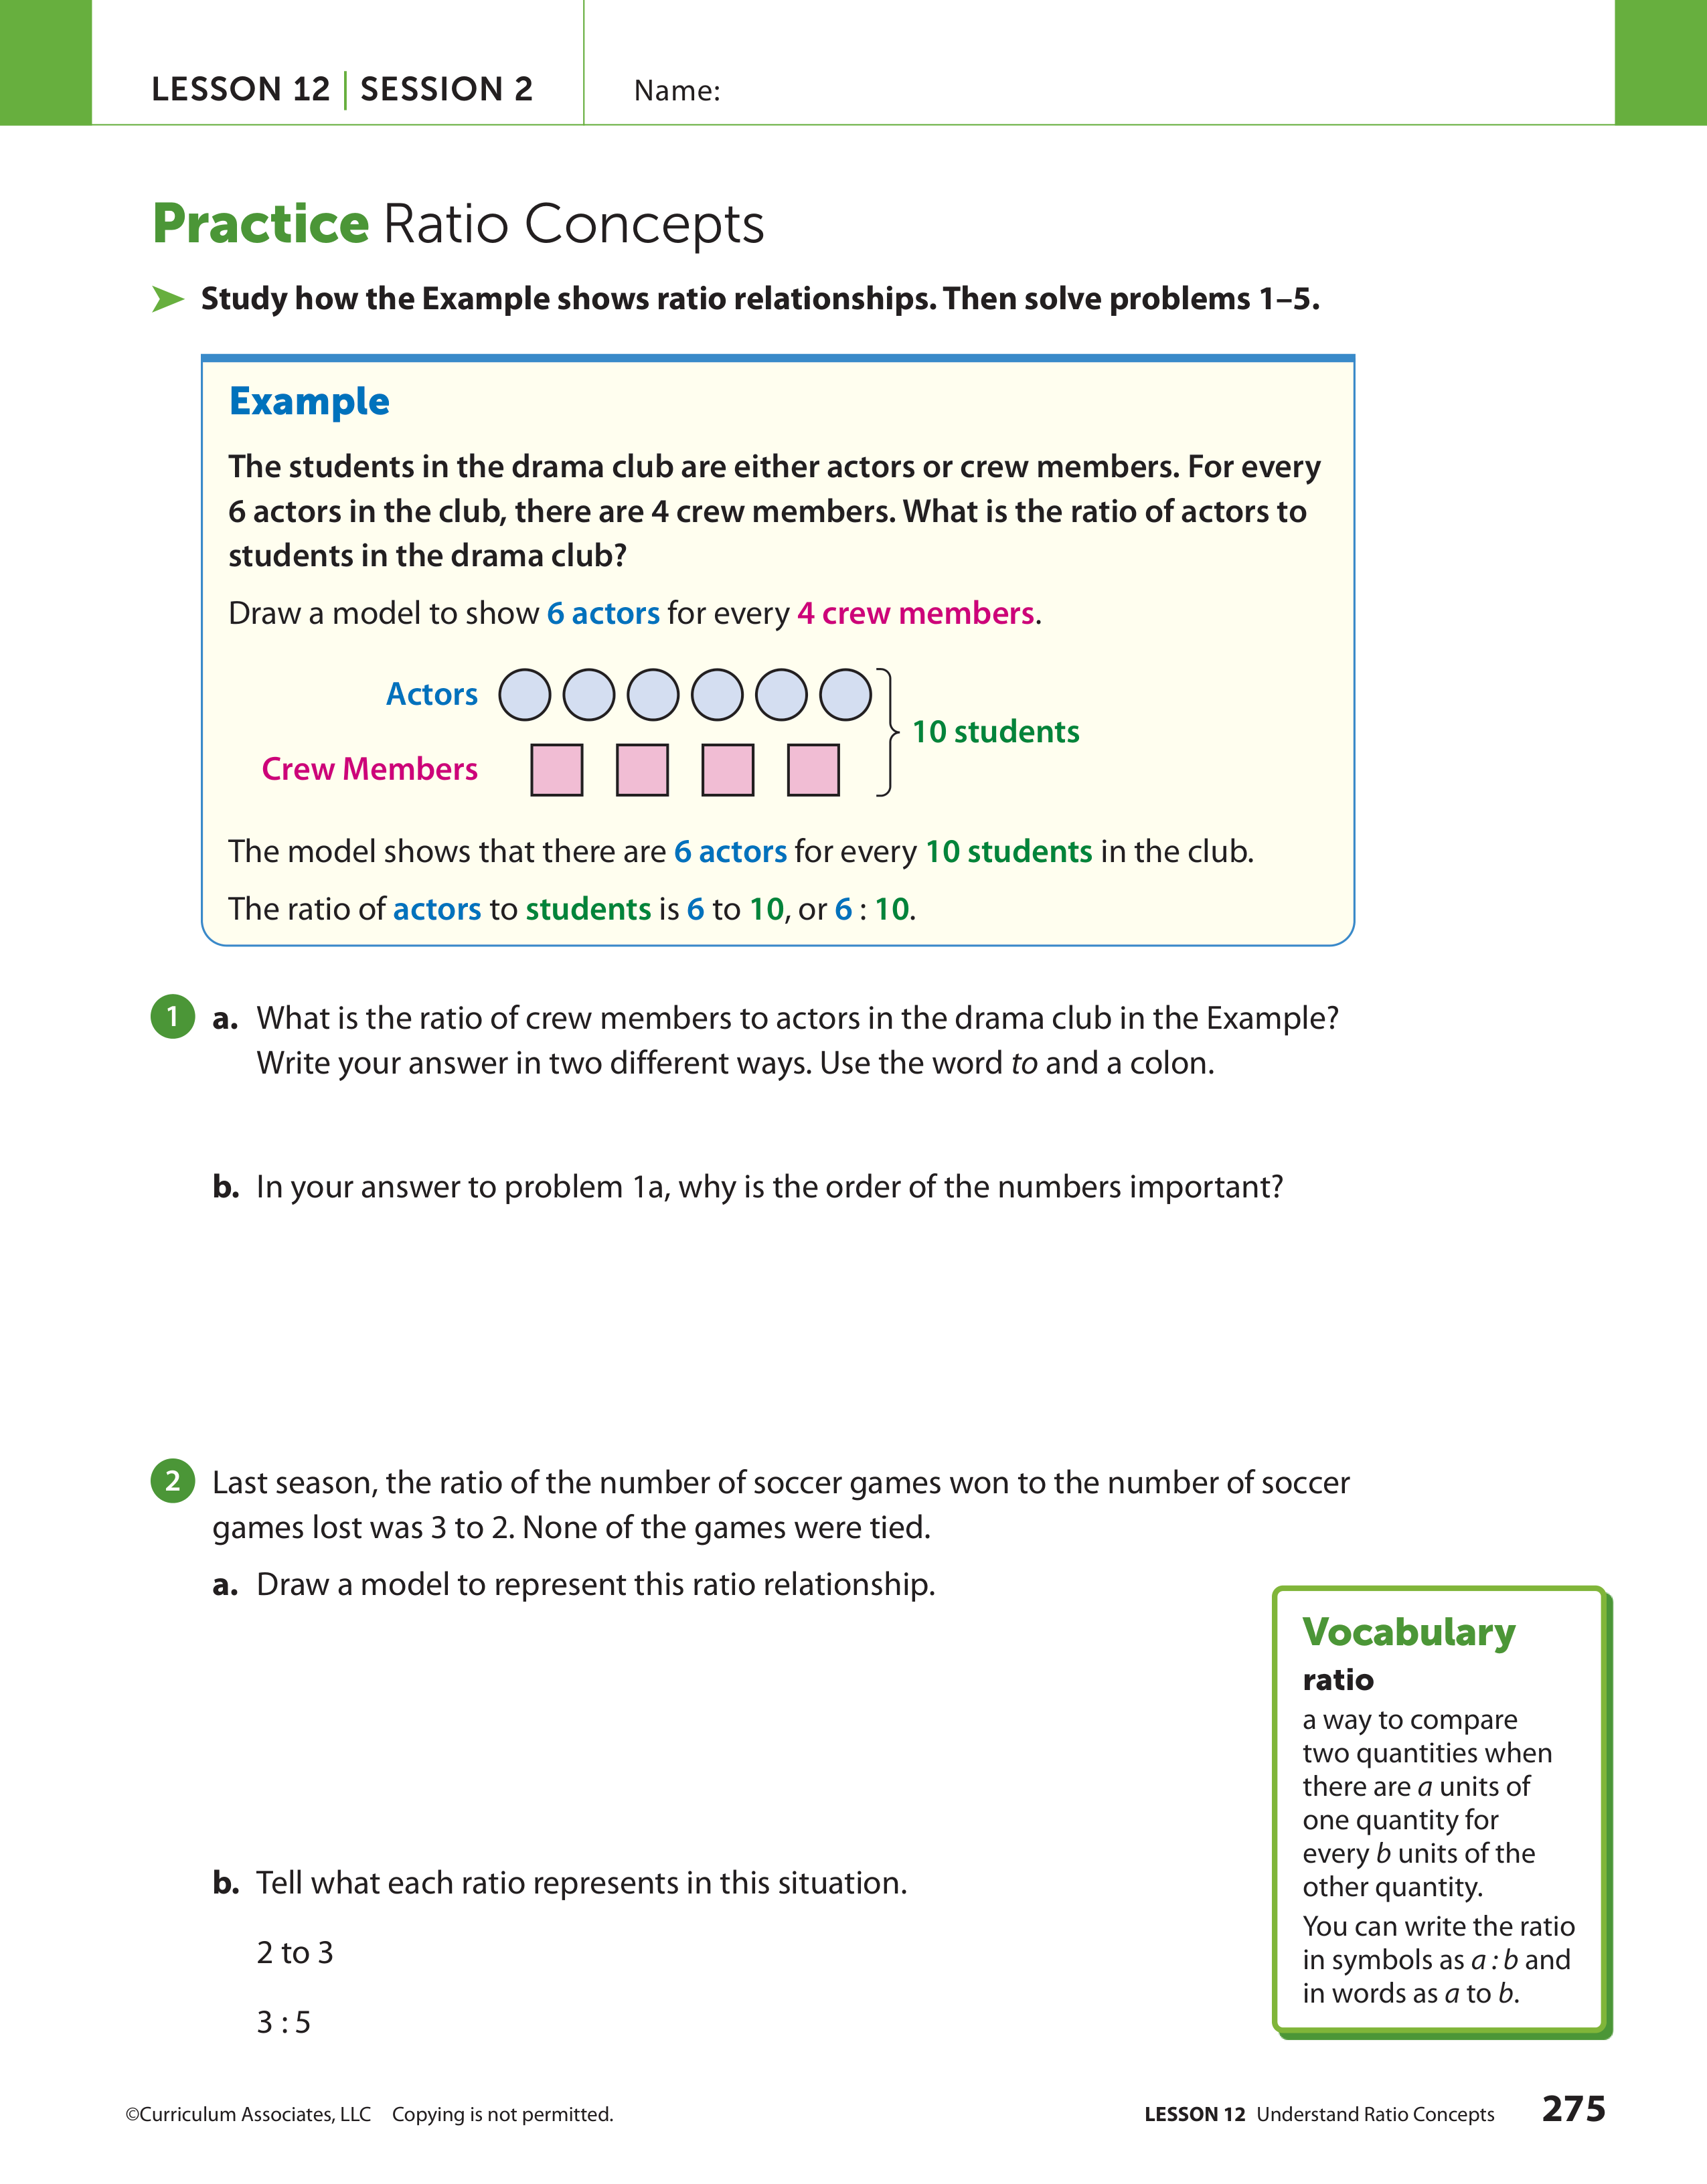 LESSON 12 | SESSION 2
Name:
Practice Ratio Concepts
➤ Study how the Example shows ratio relationships. Then solve problems 1–5.
Example
The students in the drama club are either actors or crew members. For every
6 actors in the club, there are 4 crew members. What is the ratio of actors to
students in the drama club?
Draw a model to show 6 actors for every 4 crew members.
Actors
10 students
Crew Members
The model shows that there are 6 actors for every 10 students in the club.
The ratio of actors to students is 6 to 10, or 6 : 10.
1 a. What is the ratio of crew members to actors in the drama club in the Example?
Write your answer in two different ways. Use the word to and a colon.
b. In your answer to problem 1a, why is the order of the numbers important?
2 Last season, the ratio of the number of soccer games won to the number of soccer
games lost was 3 to 2. None of the games were tied.
a. Draw a model to represent this ratio relationship.
b. Tell what each ratio represents in this situation.
2 to 3
3 : 5
Vocabulary
ratio
a way to compare
two quantities when
there are a units of
one quantity for
every b units of the
other quantity.
You can write the ratio
in symbols as a : b and
in words as a to b.
©Curriculum Associates, LLC Copying is not permitted.
LESSON 12 Understand Ratio Concepts 275